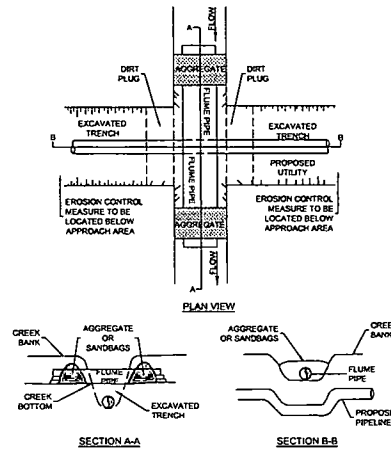 FLOW
A
AGGREGATE
DIRT
PLUG
DIRT
PLUG
FLUME PIPE
EXCAVATED
TRENCH
EXCAVATED
TRENCH
B
B
FLUME PIPE
PROPOSED
UTILITY
EROSION CONTROL
MEASURE TO BE
LOCATED BELOW
APPROACH AREA
EROSION CONTROL
MEASURE TO BE
LOCATED BELOW
APPROACH AREA
AGGREGATE
A
FLOW
PLAN VIEW
CREEK
BANK
AGGREGATE
OR
SANDBAGS
FLUME
PIPE
CREEK
BOTTOM
EXCAVATED
TRENCH
SECTION A-A
AGGREGATE
OR SANDBAGS
CREE
BANK
FLUME
PIPE
PROPOS
PIPELINE
SECTION B-B